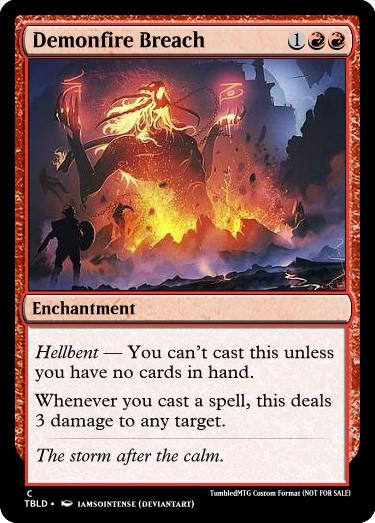 Demonfire Breach 1
Enchantment
Hellbent — You can't cast this unless
you have no cards in hand.
Whenever you cast a spell, this deals
3 damage to any target.
The storm after the calm.
C
TBLD • IAMSOINTENSE (DEVIANTART)
TumbledMTG Custom Format (NOT FOR SALE)